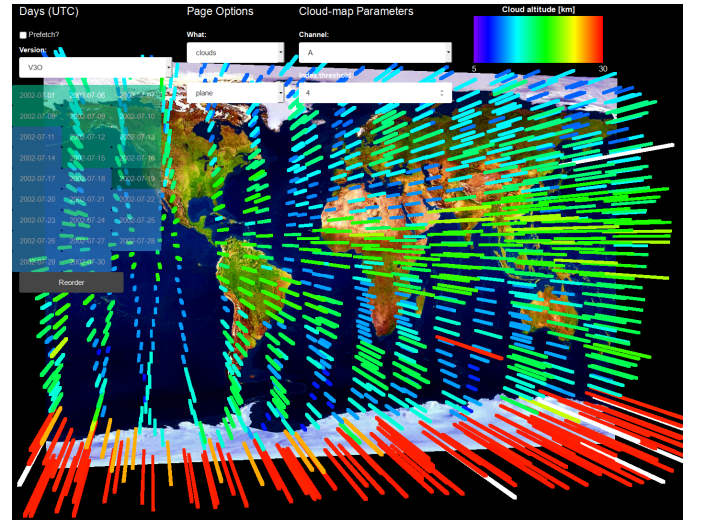 Days (UTC) Page Options Cloud-map Parameters Cloud altitude [km]
Prefetch? What: Channel:
Version: clouds A
V3O 5 30
Index threshold:
2002-07-01 2002-07-06 2002-07-07 plane 4
2002-07-08 2002-07-09 2002-07-10
2002-07-11 2002-07-12 2002-07-13
2002-07-14 2002-07-15 2002-07-16
2002-07-17 2002-07-18 2002-07-19
2002-07-20 2002-07-21 2002-07-22
2002-07-23 2002-07-24 2002-07-25
2002-07-26 2002-07-27 2002-07-28
2002-07-29 2002-07-30
Reorder